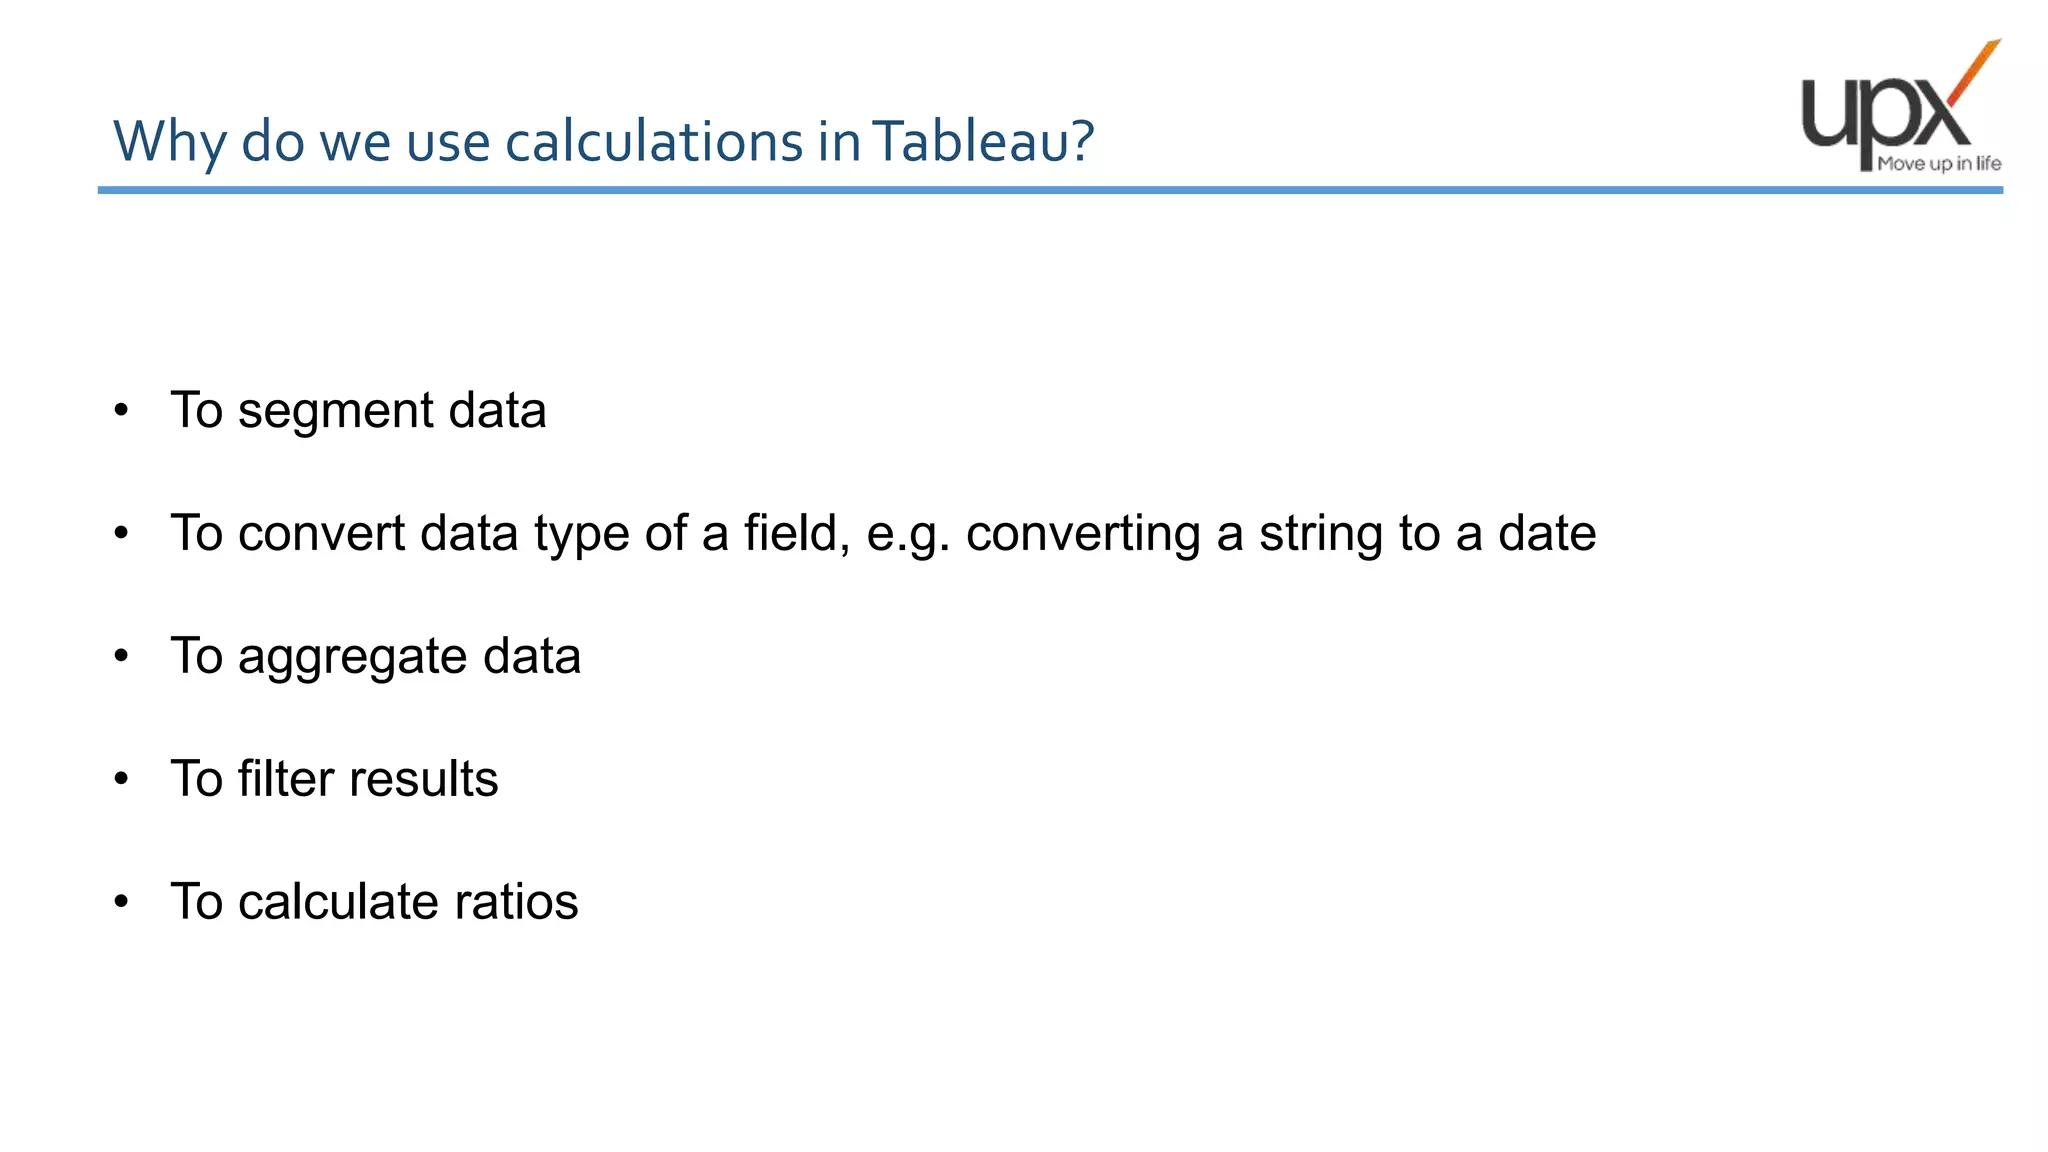 Why do we use calculations in Tableau?
upx
Move up in life
• To segment data
• To convert data type of a field, e.g. converting a string to a date
• To aggregate data
• To filter results
• To calculate ratios